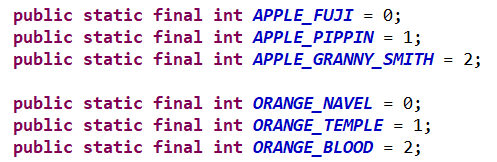 public static final int APPLE_FUJI = 0;
public static final int APPLE_PIPPIN = 1;
public static final int APPLE_GRANNY_SMITH = 2;
public static final int ORANGE_NAVEL = 0;
public static final int ORANGE_TEMPLE = 1;
public static final int ORANGE_BLOOD = 2;